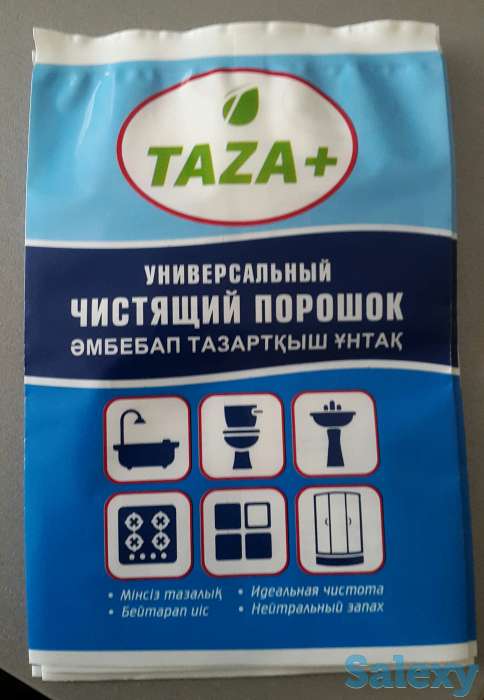 TAZA+
УНИВЕРСАЛЬНЫЙ
ЧИСТЯЩИЙ ПОРОШОК
ӘМБЕБАП ТАЗАРТҚЫШ ҰНТАҚ
• Мінсіз тазалық • Идеальная чистота
• Бейтарап иіс • Нейтральный запах
Salexy